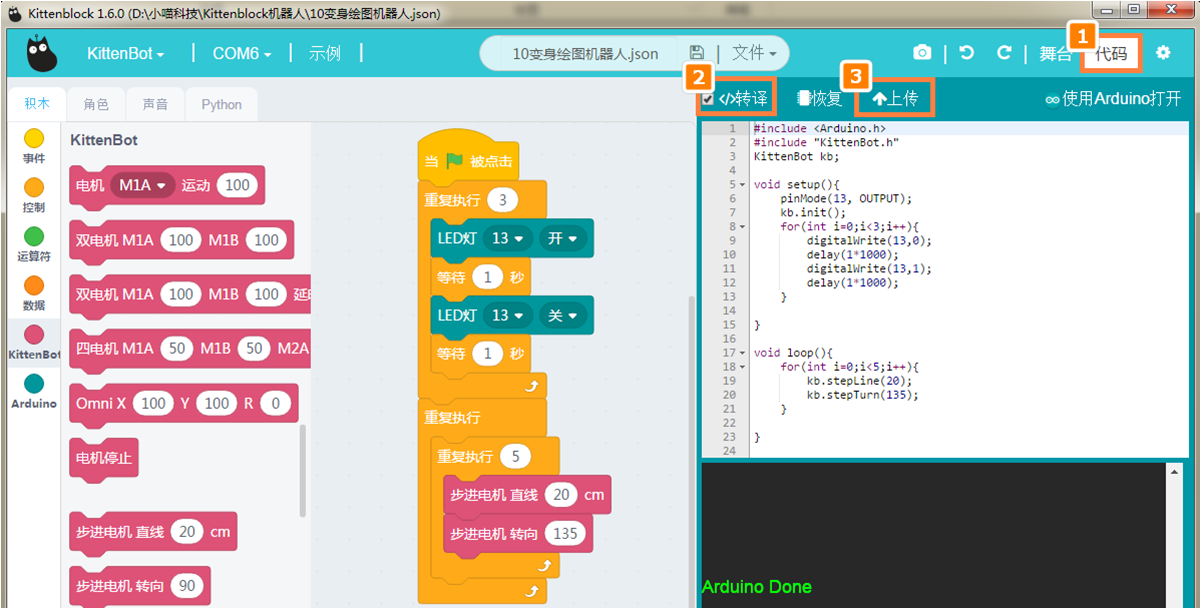 Kittenblock 1.6.0 (D:\小喵科技\Kittenblock机器人\10变身绘图机器人.json)
KittenBot
COM6
示例
10变身绘图机器人.json
文件
舞台
1
代码
积木
角色
声音
Python
2
</>转译
恢复
3
上传
使用Arduino打开
事件
控制
运算符
数据
KittenBot
Arduino
KittenBot
电机 M1A 运动 100
双电机 M1A 100 M1B 100
双电机 M1A 100 M1B 100
四电机 M1A 50 M1B 50 M2A
Omni X 100 Y 100 R 0
电机停止
步进电机 直线 20 cm
步进电机 转向 90
当 被点击
重复执行 3
LED灯 13 开
等待 1 秒
LED灯 13 关
等待 1 秒
重复执行
重复执行 5
步进电机 直线 20 cm
步进电机 转向 135
1 #include <Arduino.h>
2 #include "KittenBot.h"
3 KittenBot kb;
4
5 void setup(){
6 pinMode(13, OUTPUT);
7 kb.init();
8 for(int i=0;i<3;i++){
9 digitalWrite(13,0);
10 delay(1*1000);
11 digitalWrite(13,1);
12 delay(1*1000);
13 }
14
15 }
16
17 void loop(){
18 for(int i=0;i<5;i++){
19 kb.stepLine(20);
20 kb.stepTurn(135);
21 }
22
23 }
24
Arduino Done